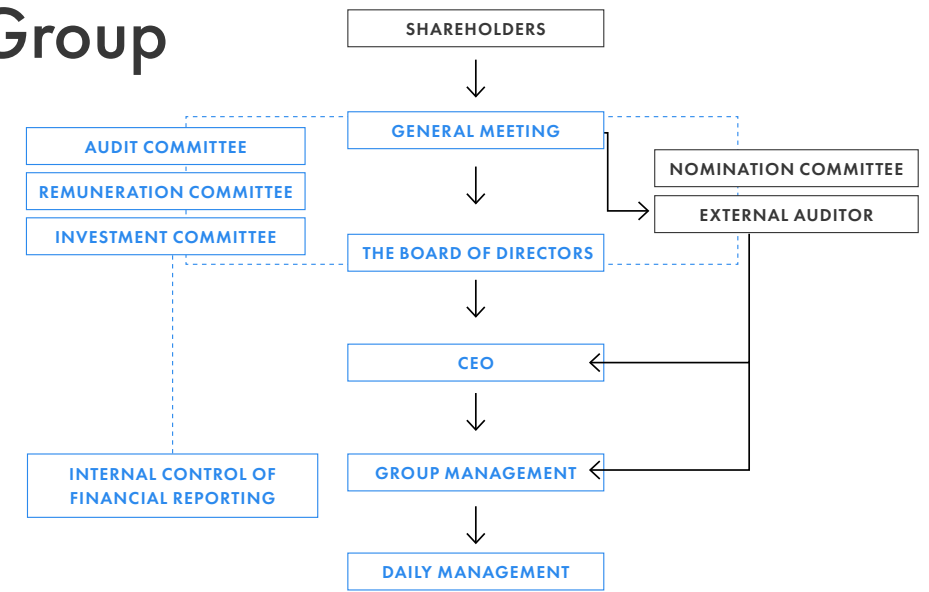 Group
SHAREHOLDERS
GENERAL MEETING
AUDIT COMMITTEE
REMUNERATION COMMITTEE
INVESTMENT COMMITTEE
NOMINATION COMMITTEE
EXTERNAL AUDITOR
THE BOARD OF DIRECTORS
CEO
INTERNAL CONTROL OF
FINANCIAL REPORTING
GROUP MANAGEMENT
DAILY MANAGEMENT